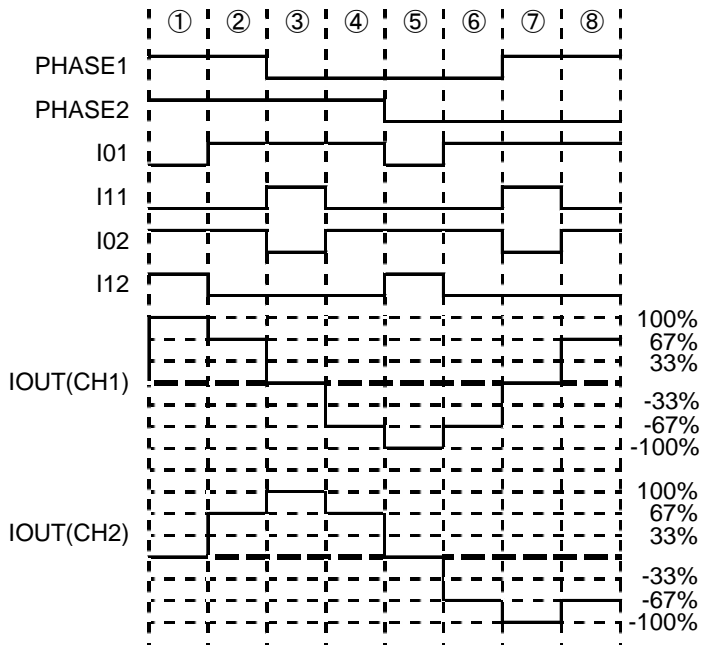 ① ② ③ ④ ⑤ ⑥ ⑦ ⑧
PHASE1
PHASE2
I01
I11
I02
I12
100%
67%
33%
IOUT(CH1)
-33%
-67%
-100%
100%
67%
IOUT(CH2)
33%
-33%
-67%
-100%